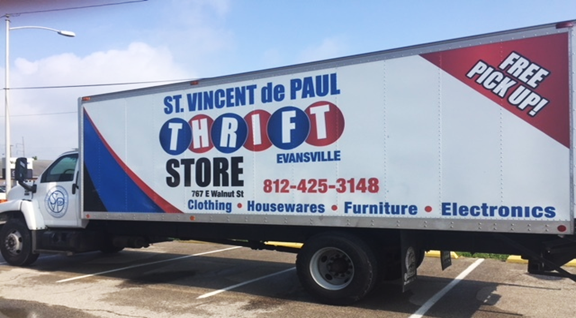 ST. VINCENT de PAUL
THRIFT
EVANSVILLE
STORE
767 E Walnut St
812-425-3148
Clothing • Housewares • Furniture • Electronics
FREE
PICK UP!